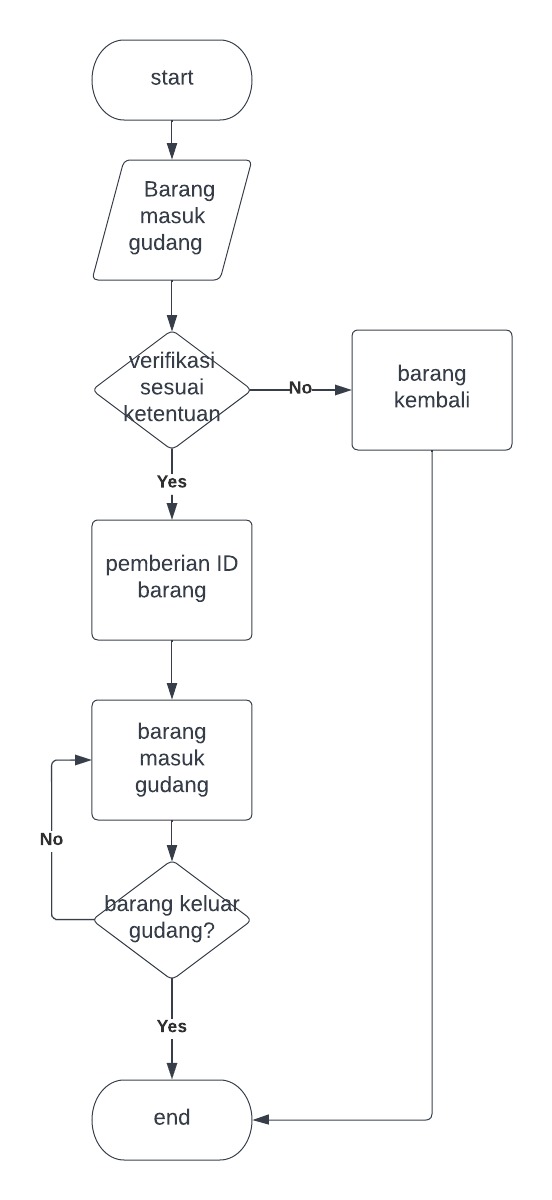 start
Barang
masuk
gudang
verifikasi
sesuai
ketentuan
No
barang
kembali
Yes
pemberian ID
barang
barang
masuk
gudang
No
barang keluar
gudang?
Yes
end